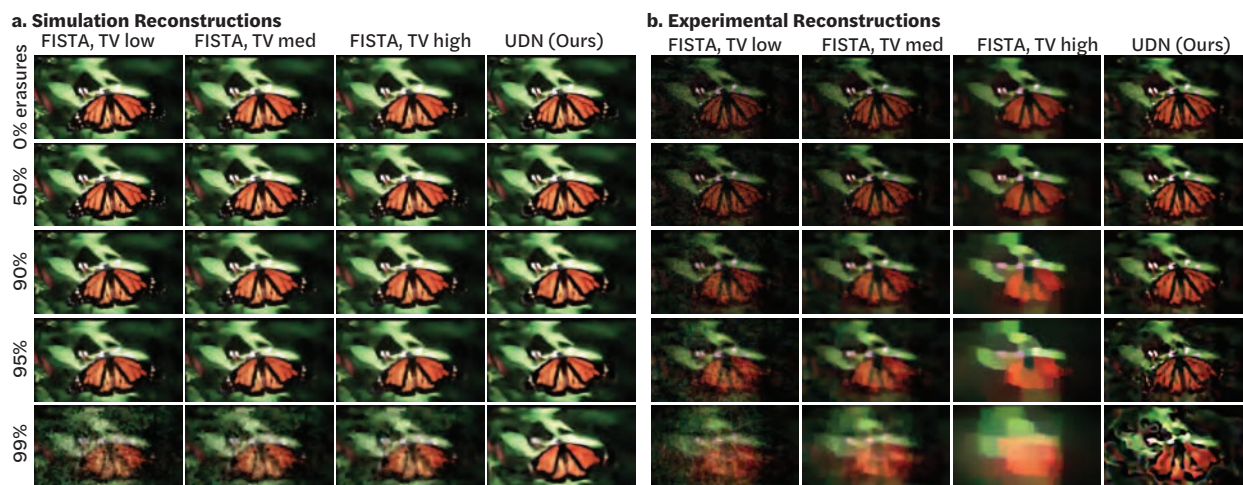 a. Simulation Reconstructions
FISTA, TV low FISTA, TV med FISTA, TV high UDN (Ours)
0% erasures
50%
90%
95%
99%
b. Experimental Reconstructions
FISTA, TV low FISTA, TV med FISTA, TV high UDN (Ours)